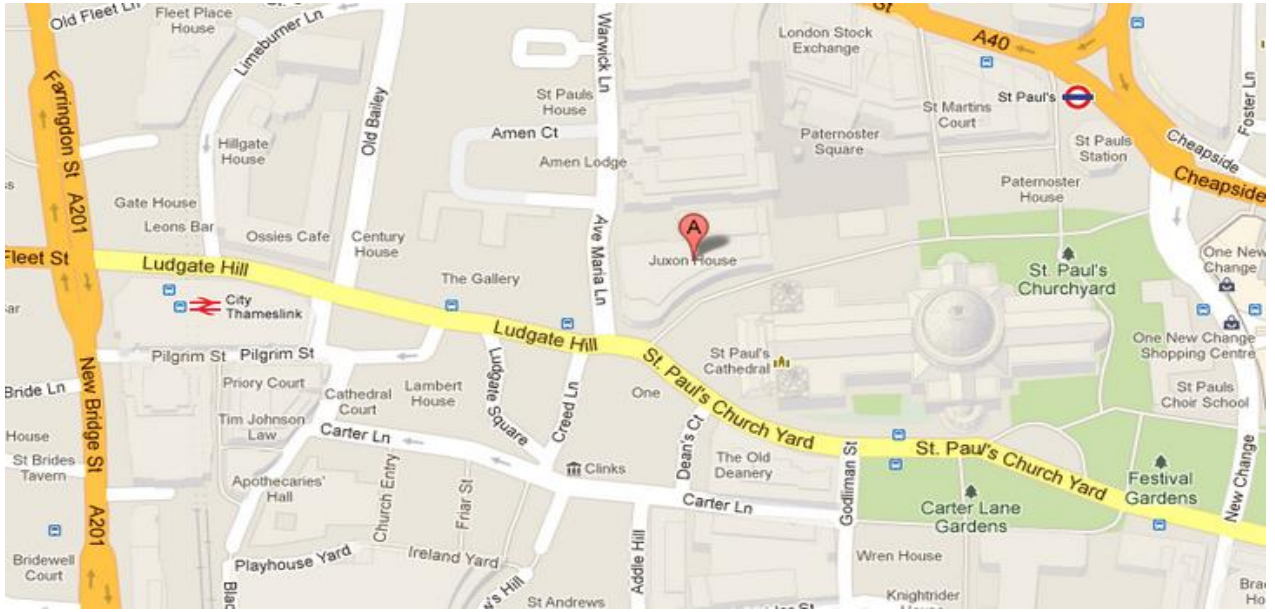 Old Fleet Ln
Fleet Place
House
Limeburner Ln
Warwick Ln
London Stock
Exchange
St
A40
Farringdon St
Old Bailey
St Pauls
House
St Paul's
St Martins
Court
Foster Ln
Amen Ct
Hillgate
House
Amen Lodge
Paternoster
Square
St Pauls
Station
Cheapside
Cheapside
A201
Paternoster
House
Gate House
Leons Bar
Ossies Cafe
Century
House
Ave Maria Ln
A
Juxon House
Fleet St
Ludgate Hill
The Gallery
St. Paul's
Churchyard
One New
Change
City
Thameslink
ar
Ludgate Hill
One New Change
Shopping Centre
Pilgrim St
Pilgrim St
St Paul's
Cathedral
St. Paul's Church Yard
New Bridge St
Bride Ln
Priory Court
Cathedral
Court
Lambert
House
Ludgate Square
Creed Ln
One
St Pauls
Choir School
Tim Johnson
Law
House
Carter Ln
Dean's Ct
Godliman St
St. Paul's Church Yard
St Brides
Tavern
Apothecaries'
Hall
Church Entry
Friar St
Clinks
The Old
Deanery
Festival
Gardens
New Change
Carter Ln
Carter Lane
Gardens
A201
Bridewell
Court
Playhouse Yard
Ireland Yard
Addle Hill
Wren House
Blac
w's Hill
St Andrews
Knightrider
House
Bra
Ho